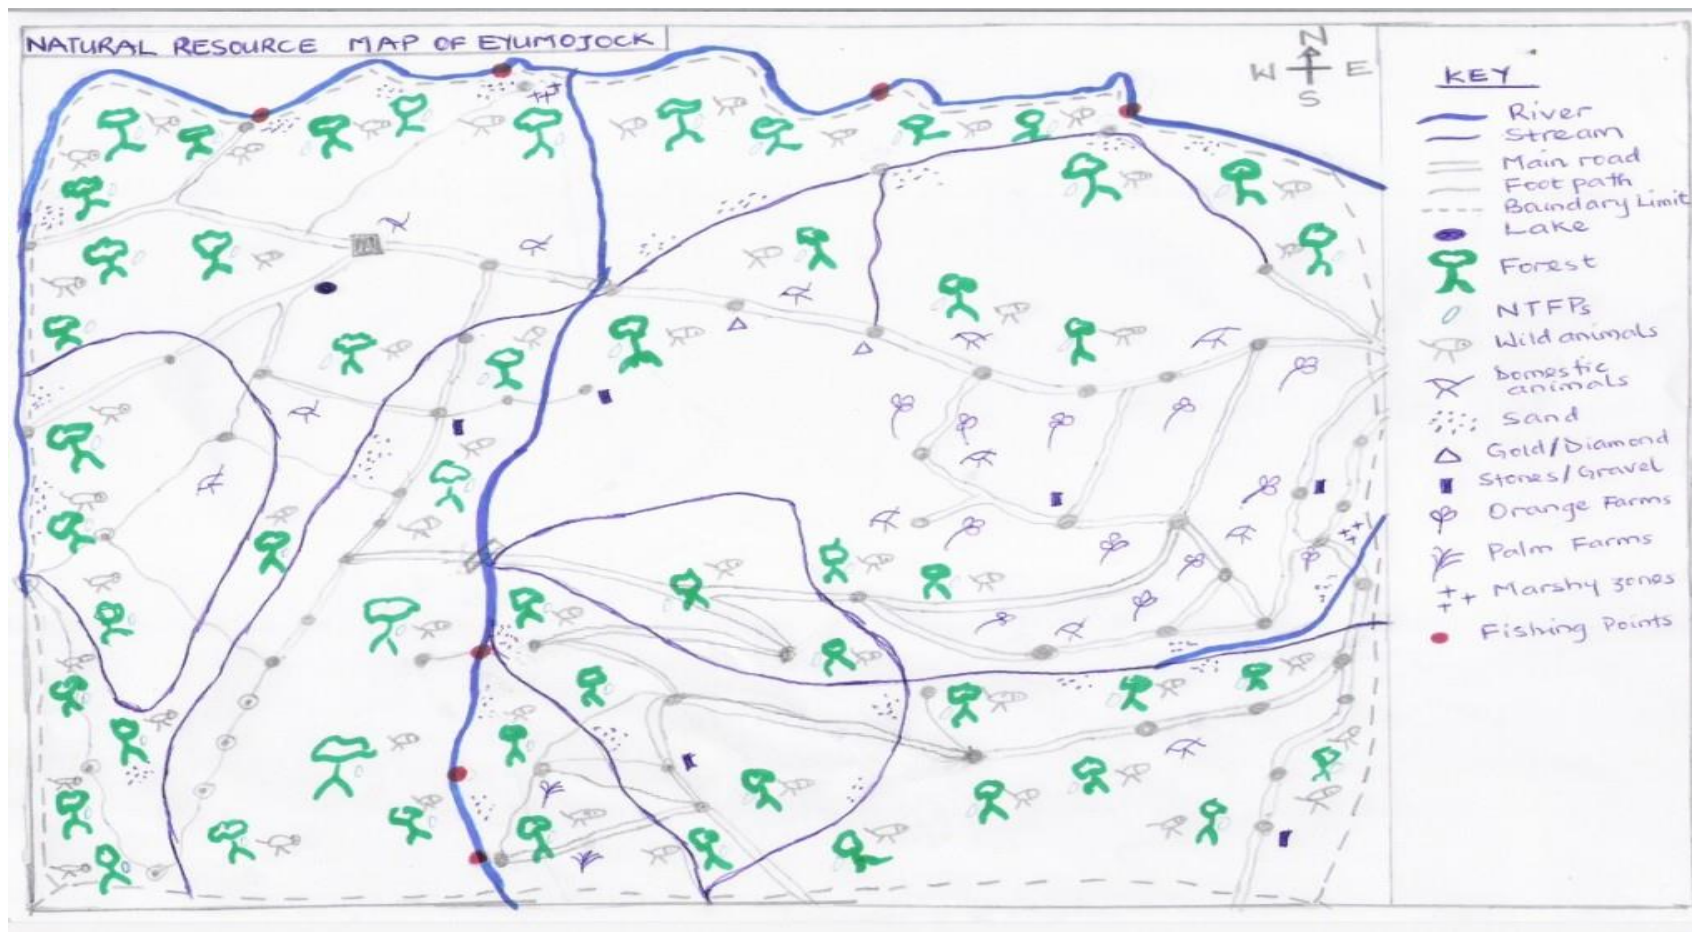 NATURAL RESOURCE MAP OF EYUMOJOCK
N
W E
S
KEY
River
Stream
Main road
Foot path
Boundary Limit
Lake
Forest
NTFPs
Wild animals
Domestic
animals
Sand
Gold/Diamond
Stones/Gravel
Orange Farms
Palm Farms
Marshy zones
Fishing Points